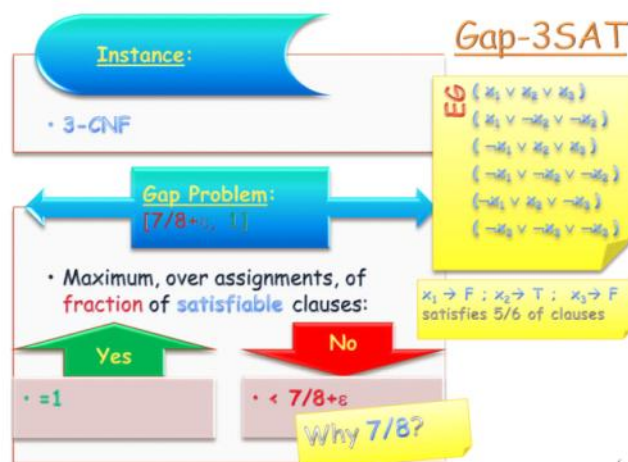 Gap-3SAT
Instance:
• 3-CNF
EG
( x₁ ∨ x₂ ∨ x₃ )
( x₁ ∨ ¬x₂ ∨ ¬x₂ )
( ¬x₁ ∨ x₂ ∨ x₃ )
( ¬x₁ ∨ ¬x₂ ∨ ¬x₂ )
(¬x₁ ∨ x₂ ∨ ¬x₃ )
( ¬x₃ ∨ ¬x₃ ∨ ¬x₃ )
Gap Problem:
[7/8+ε, 1]
• Maximum, over assignments, of
fraction of satisfiable clauses:
x₁ → F ; x₂→ T ; x₃→ F
satisfies 5/6 of clauses
Yes
• =1
No
• < 7/8+ε
Why 7/8?